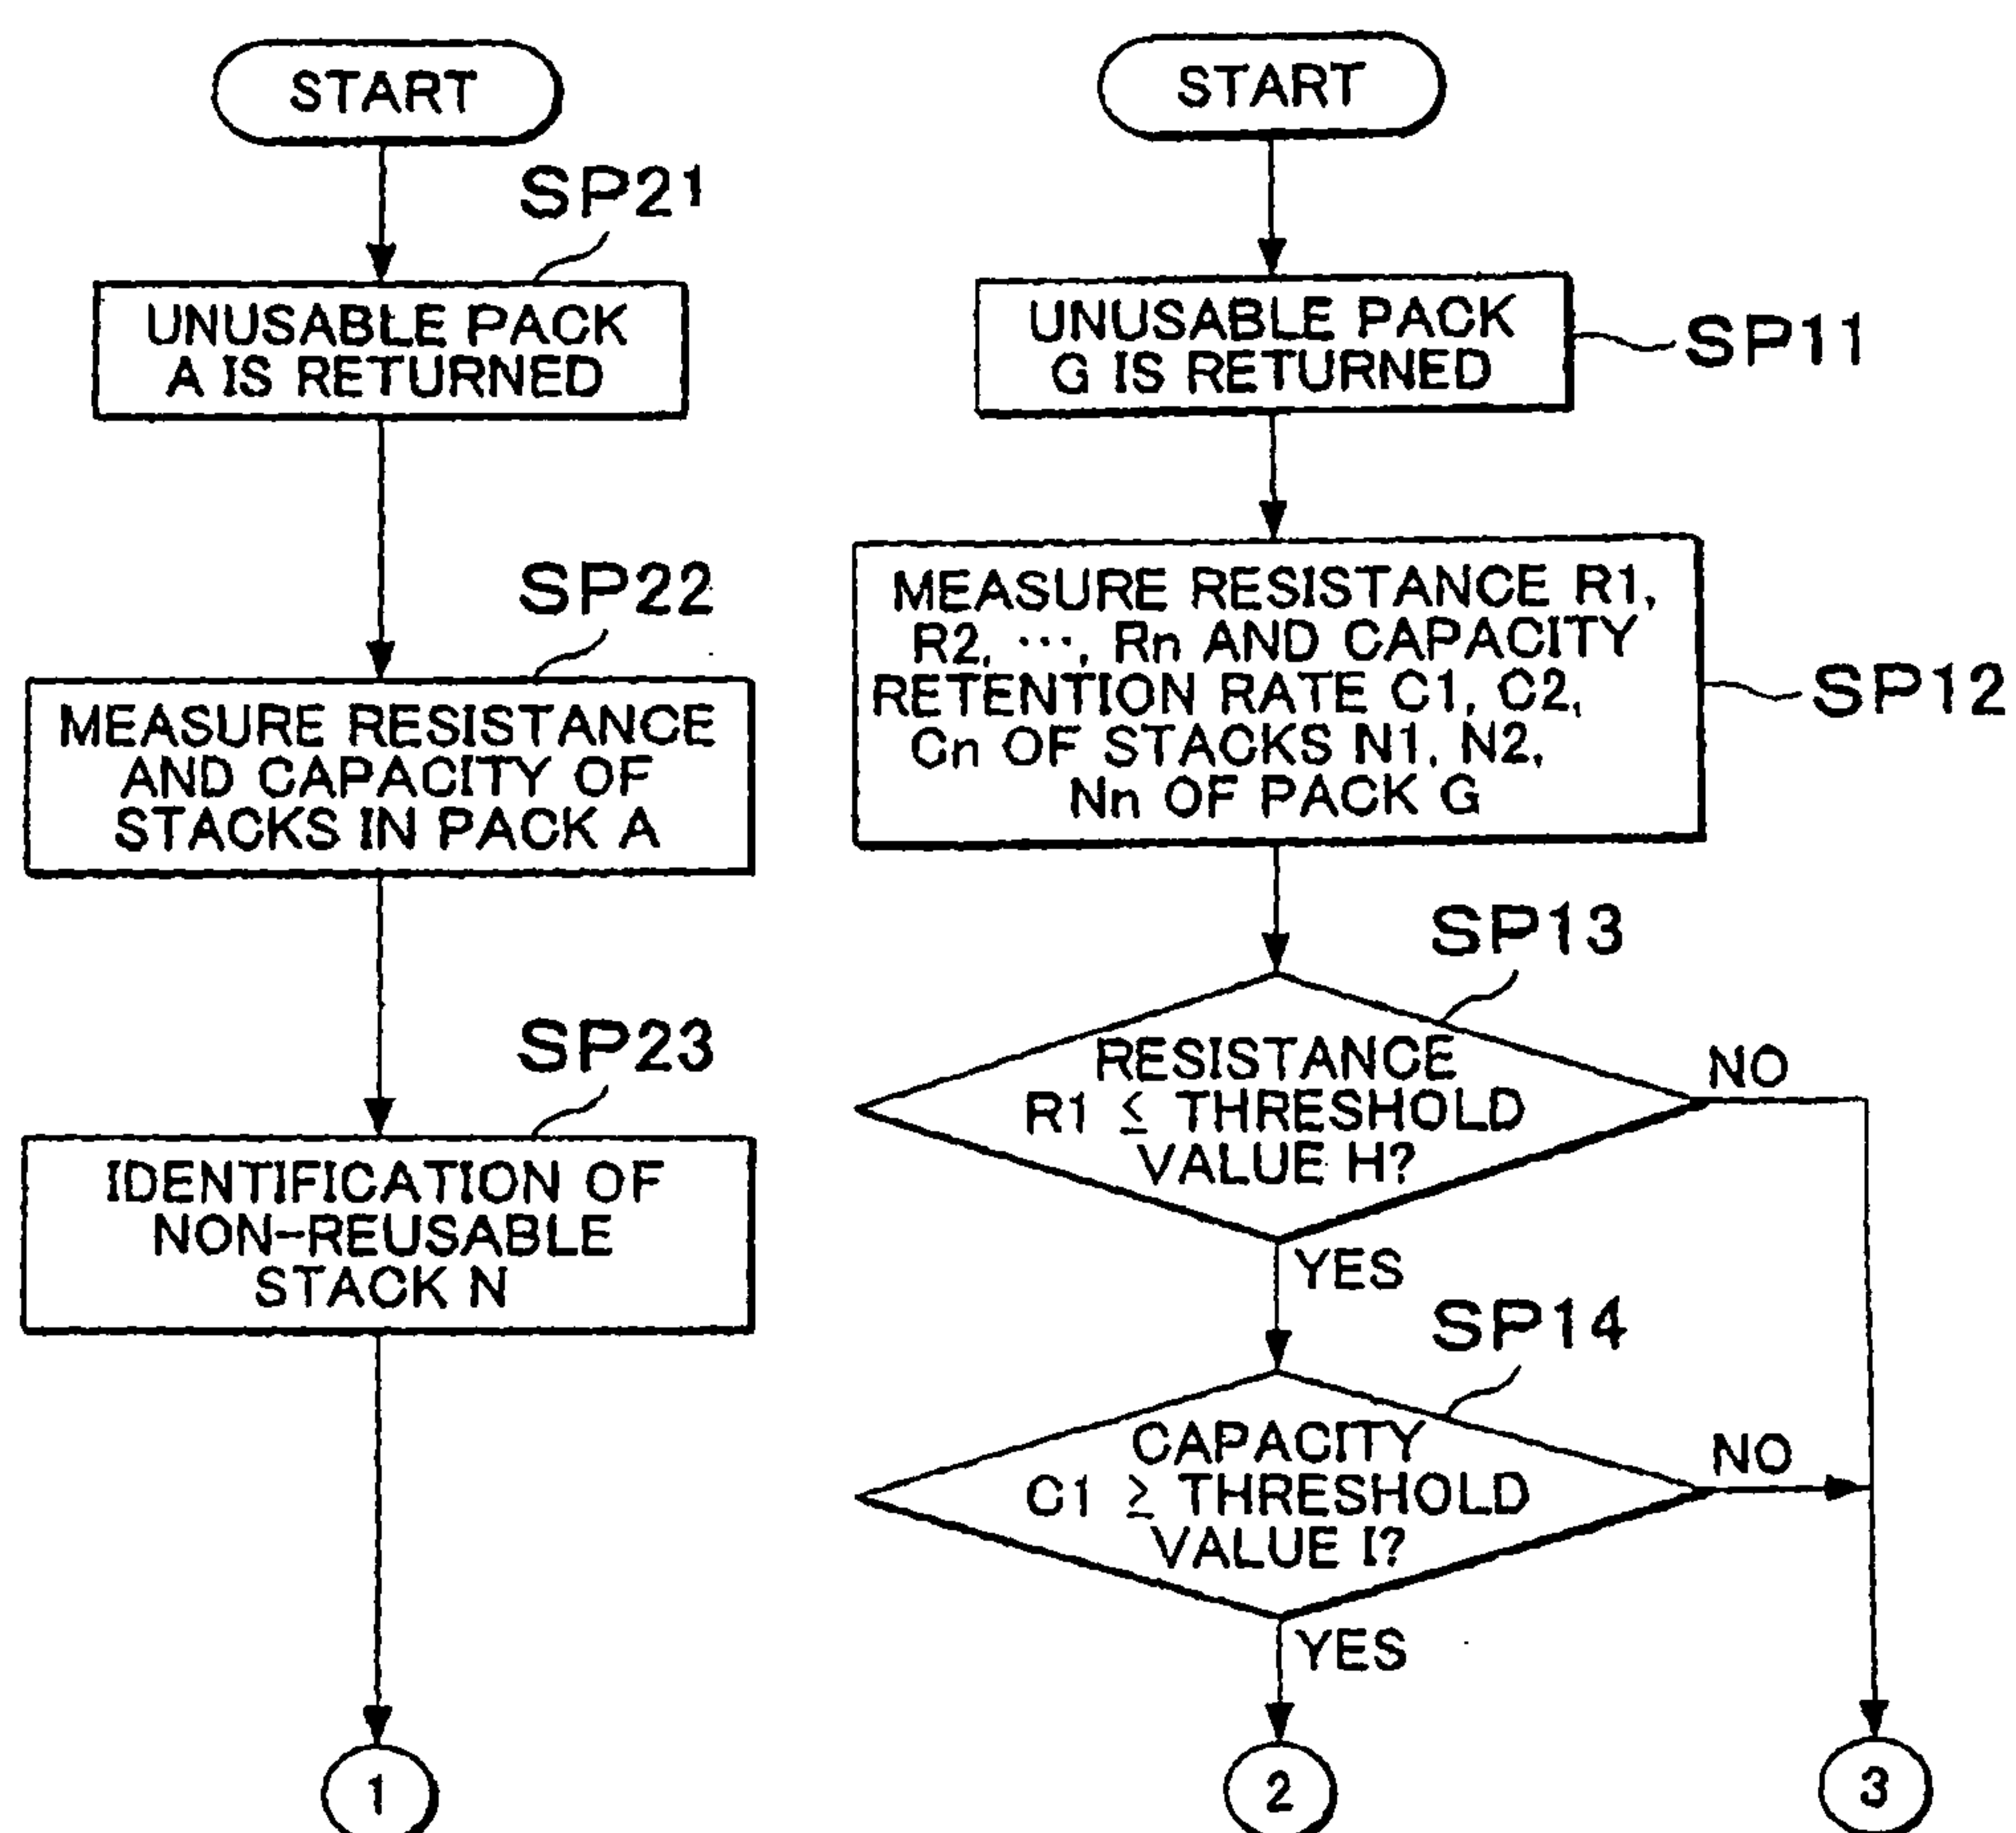 START
SP21
UNUSABLE PACK
A IS RETURNED
SP22
MEASURE RESISTANCE
AND CAPACITY OF
STACKS IN PACK A
SP23
IDENTIFICATION OF
NON-REUSABLE
STACK N
1
START
UNUSABLE PACK
G IS RETURNED
SP11
MEASURE RESISTANCE R1,
R2, ···, Rn AND CAPACITY
RETENTION RATE C1, C2,
Cn OF STACKS N1, N2,
Nn OF PACK G
SP12
SP13
RESISTANCE
R1 ≤ THRESHOLD
VALUE H?
NO
YES
SP14
CAPACITY
C1 ≥ THRESHOLD
VALUE I?
NO
YES
2
3